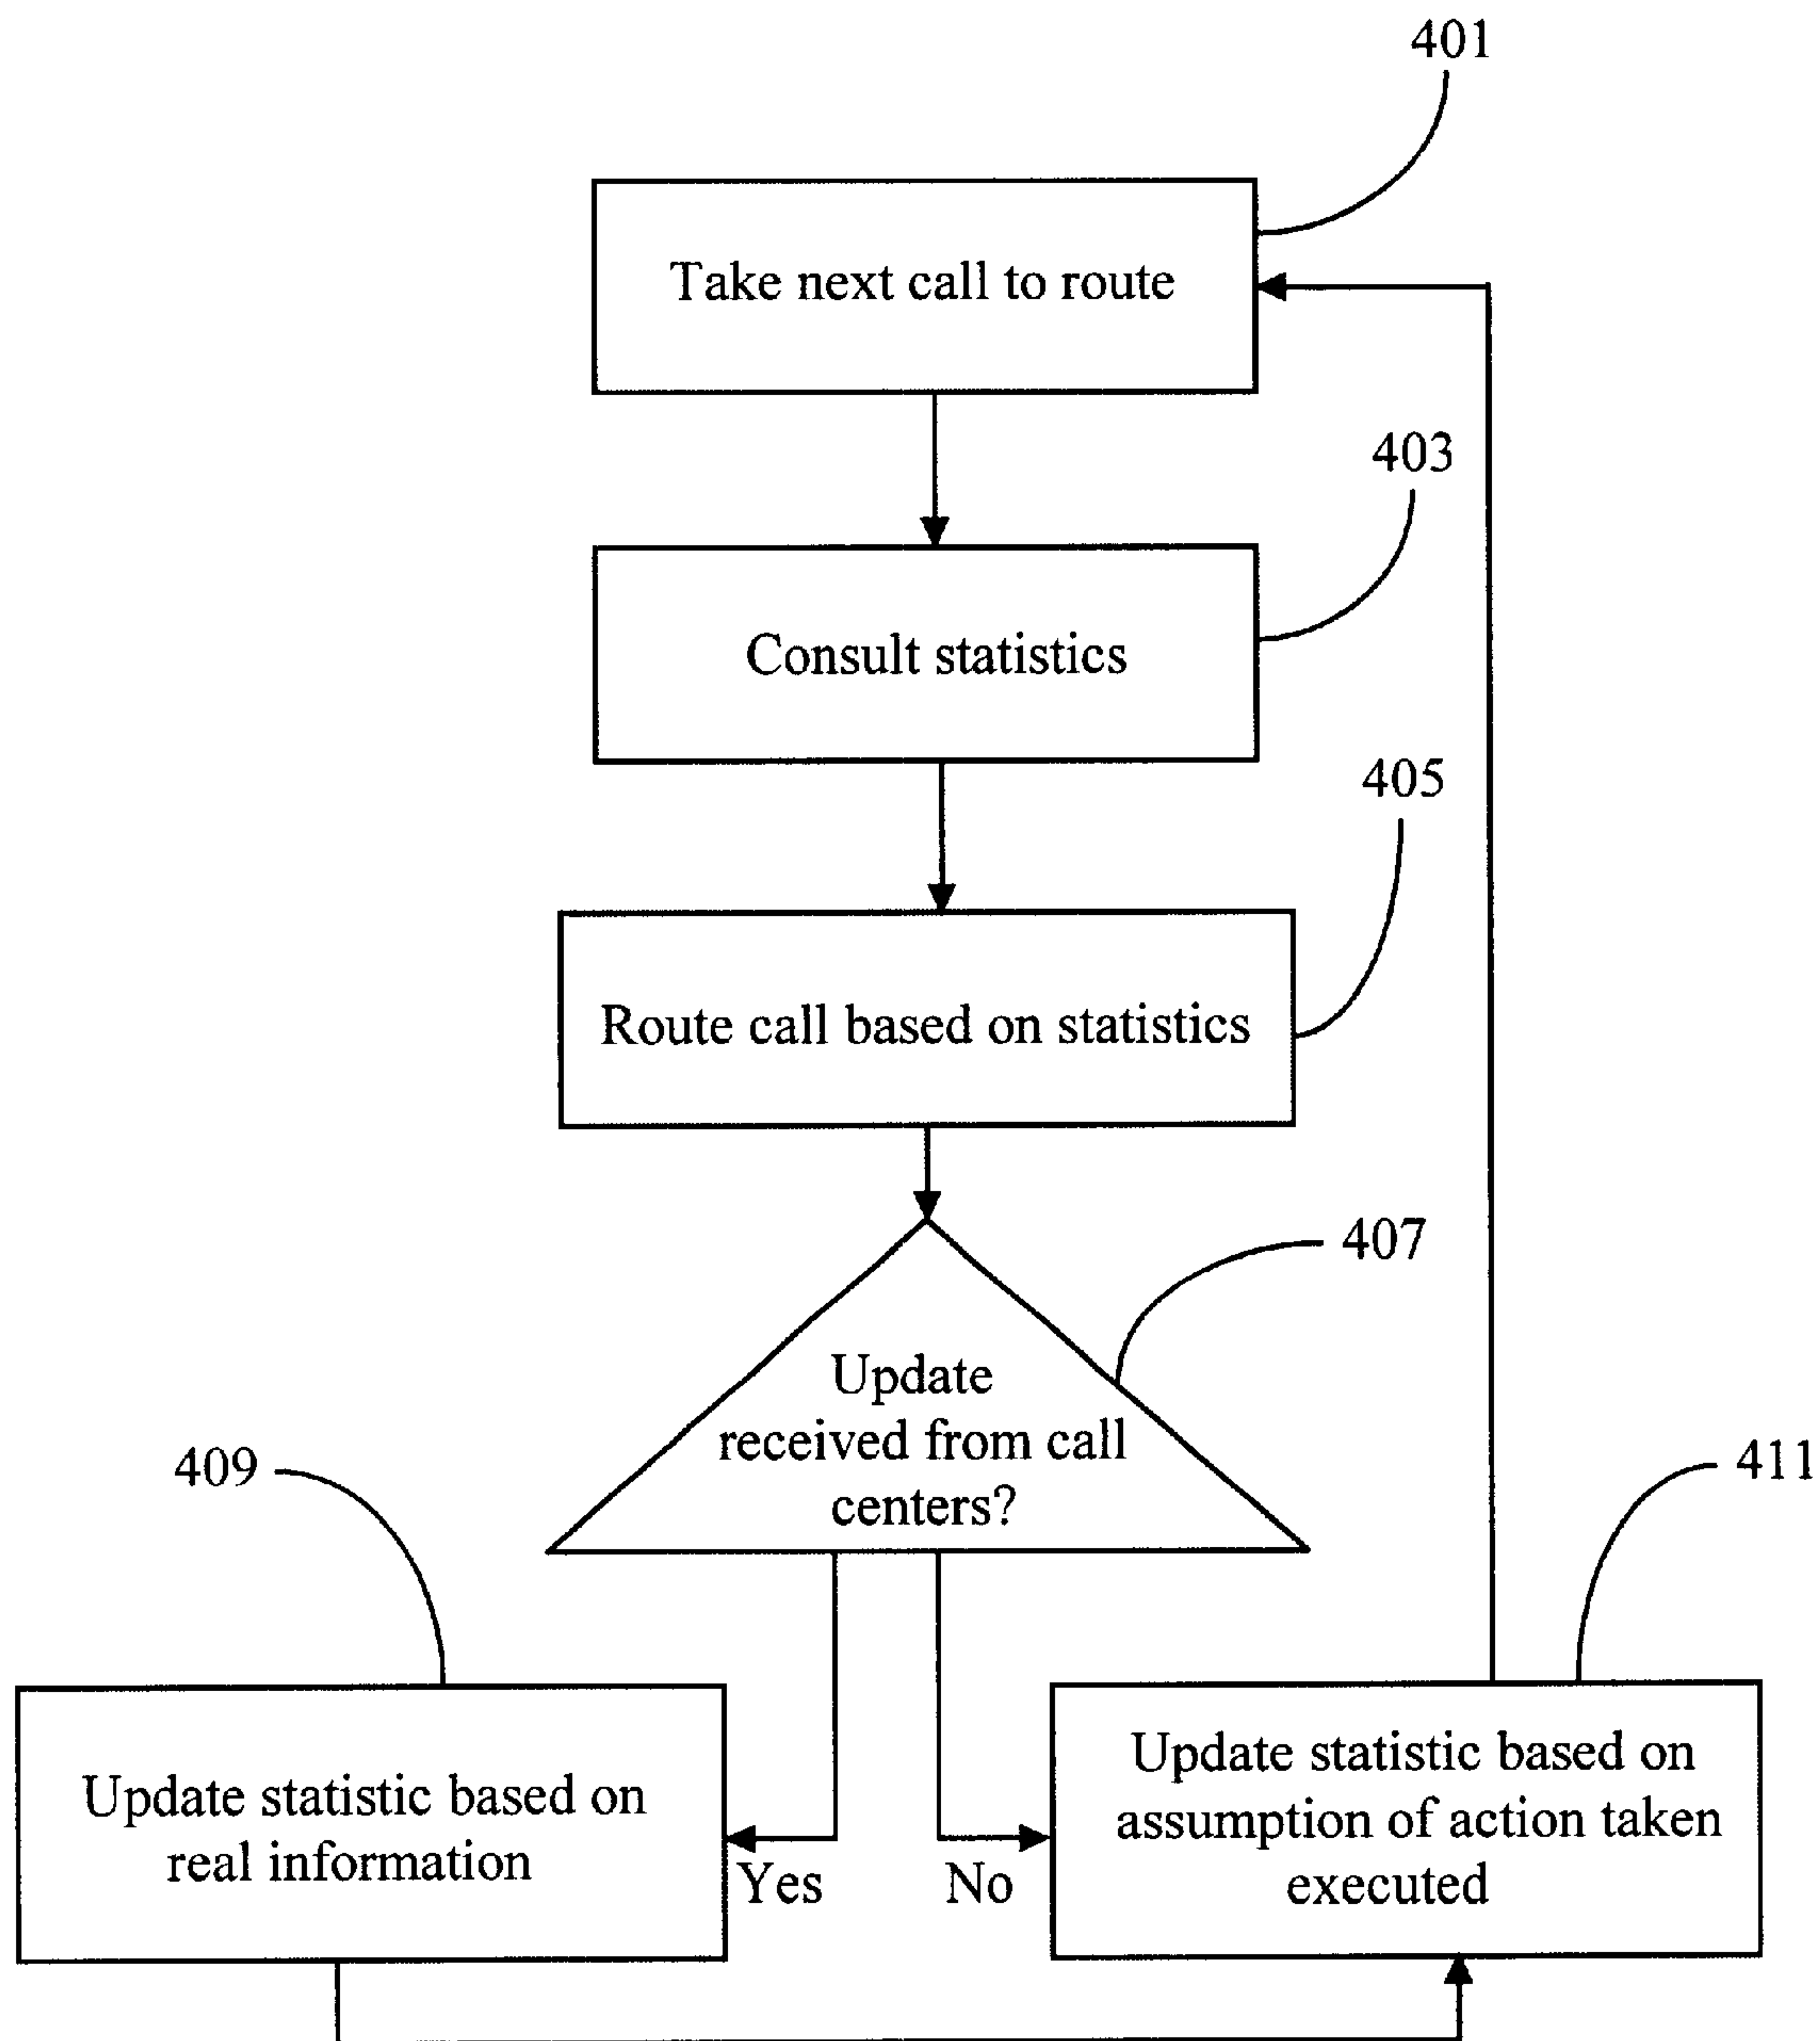 401
Take next call to route
403
Consult statistics
405
Route call based on statistics
407
Update
received from call
centers?
409
411
Update statistic based on
real information
Yes
No
Update statistic based on
assumption of action taken
executed